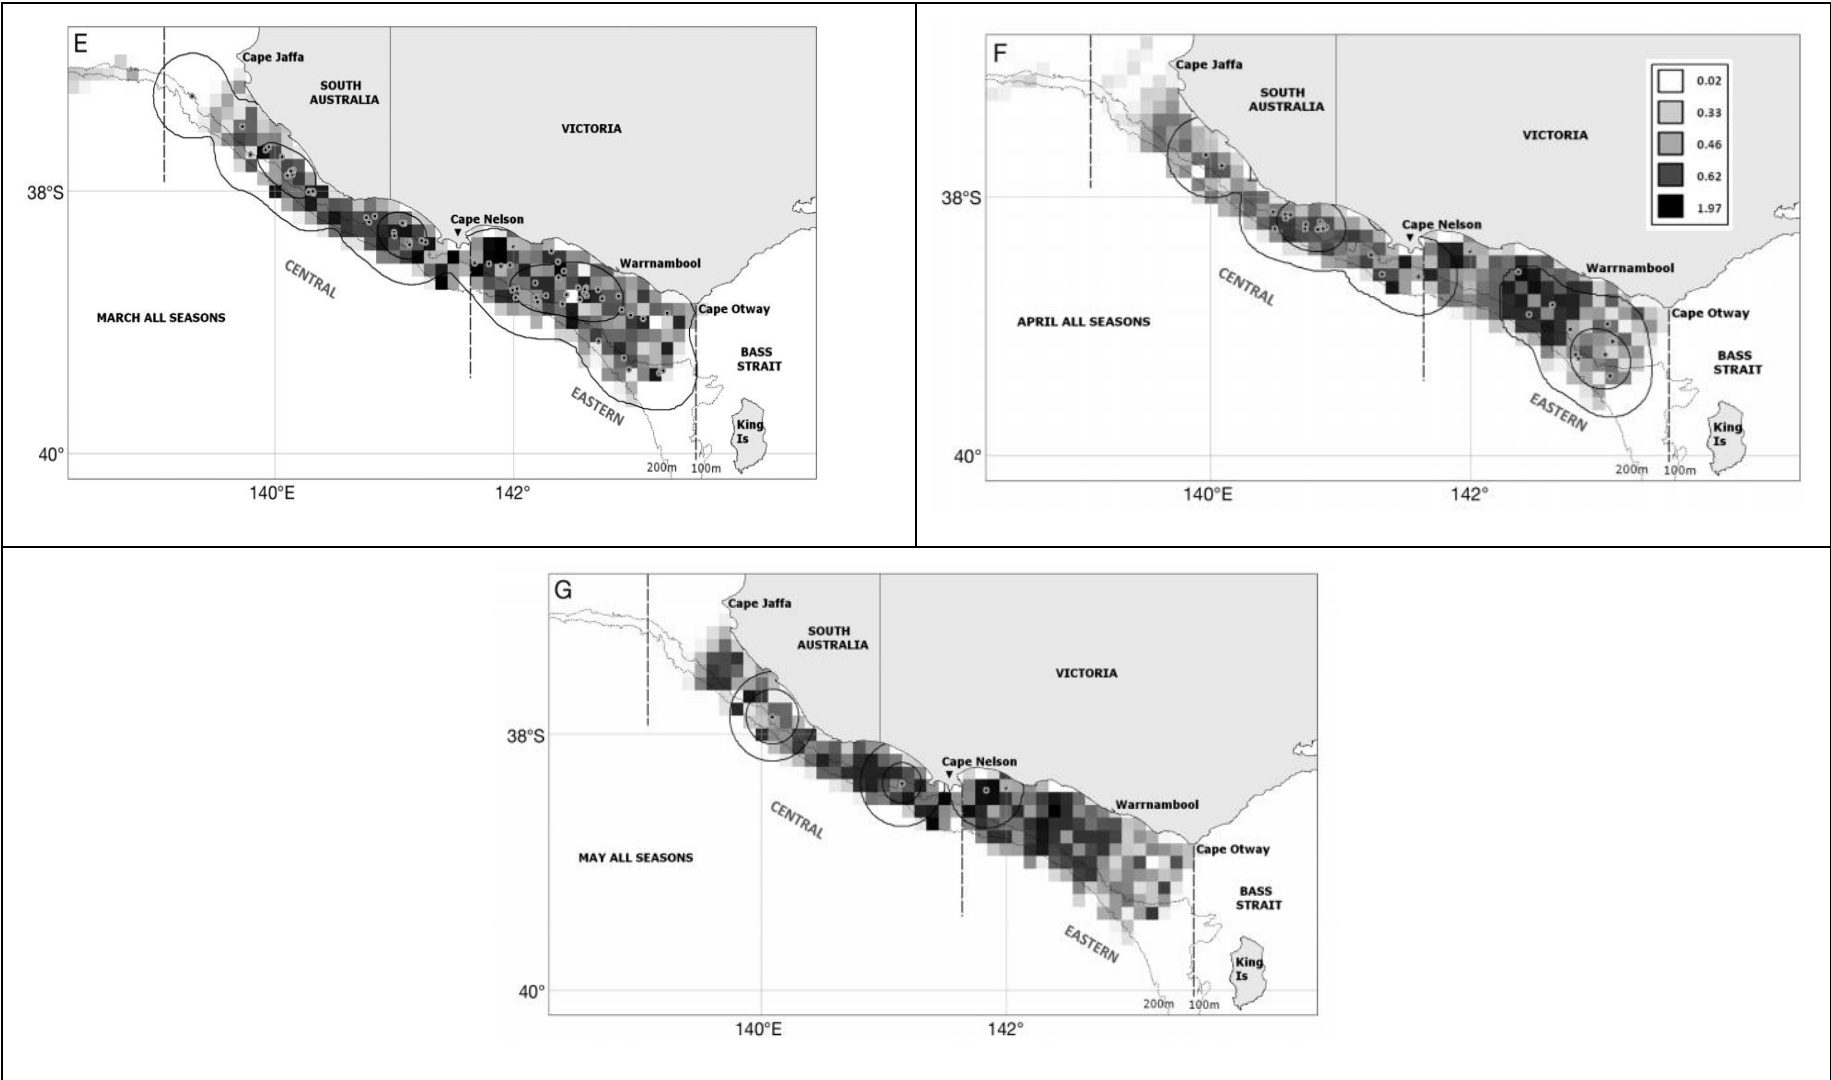 E
Cape Jaffa
SOUTH
AUSTRALIA
VICTORIA
38°S
Cape Nelson
Warrnambool
CENTRAL
Cape Otway
MARCH ALL SEASONS
BASS
STRAIT
EASTERN
King
Is
40°
200m 100m
140°E
142°
F
Cape Jaffa
0.02
SOUTH
AUSTRALIA
0.33
VICTORIA
0.46
0.62
38°S
1.97
Cape Nelson
Warrnambool
CENTRAL
Cape Otway
APRIL ALL SEASONS
BASS
STRAIT
EASTERN
King
Is
40°
200m 100m
140°E
142°
G
Cape Jaffa
SOUTH
AUSTRALIA
VICTORIA
38°S
Cape Nelson
Warrnambool
CENTRAL
Cape Otway
MAY ALL SEASONS
BASS
STRAIT
EASTERN
King
Is
40°
200m 100m
140°E
142°